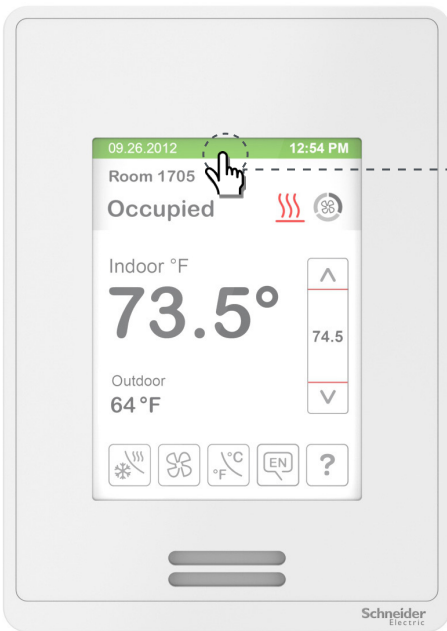 09.26.2012 12:54 PM
Room 1705
Occupied
Indoor °F
73.5°
74.5
Outdoor
64 °F
°F °C EN ?
Schneider
Electric